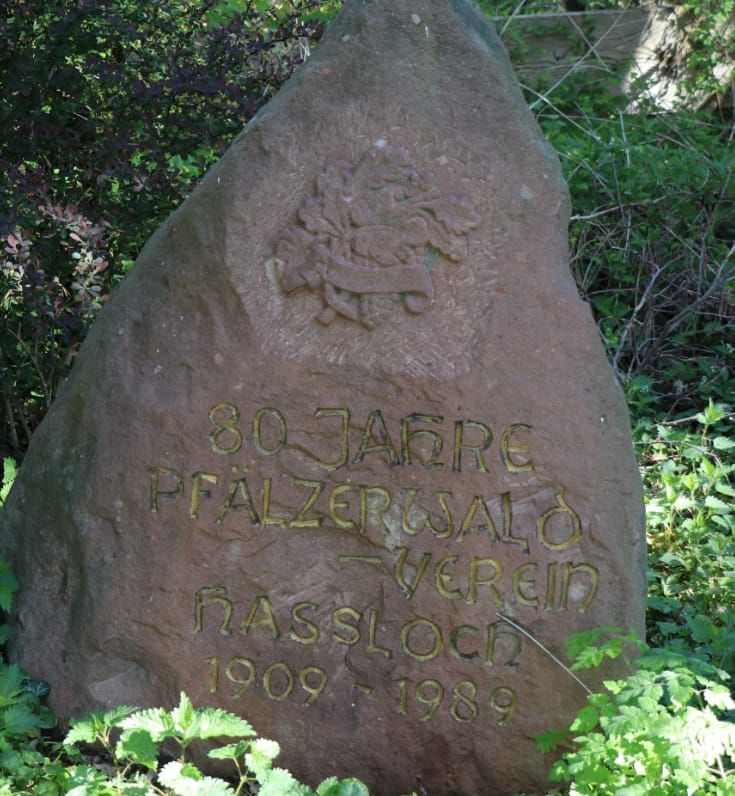 80 JAHRE
PFÄLZERWALD
–VEREIN
HASSLOCH
1909 - 1989